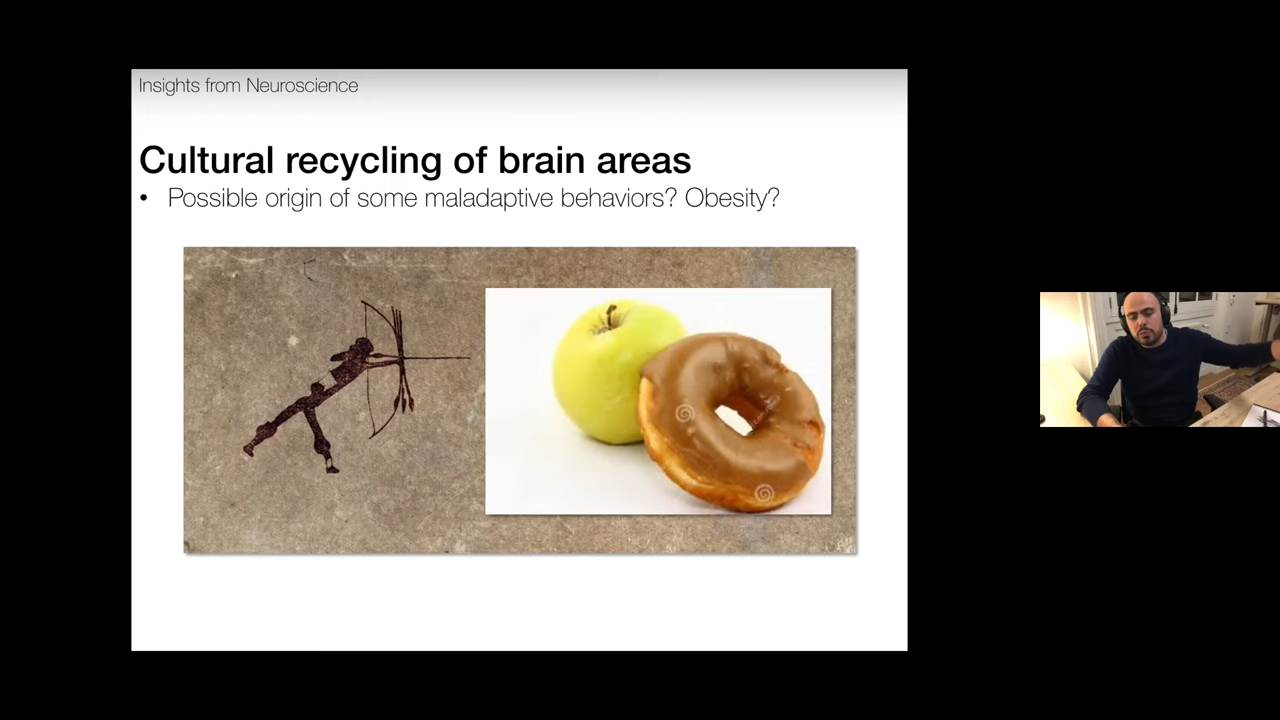 Insights from Neuroscience
Cultural recycling of brain areas
• Possible origin of some maladaptive behaviors? Obesity?